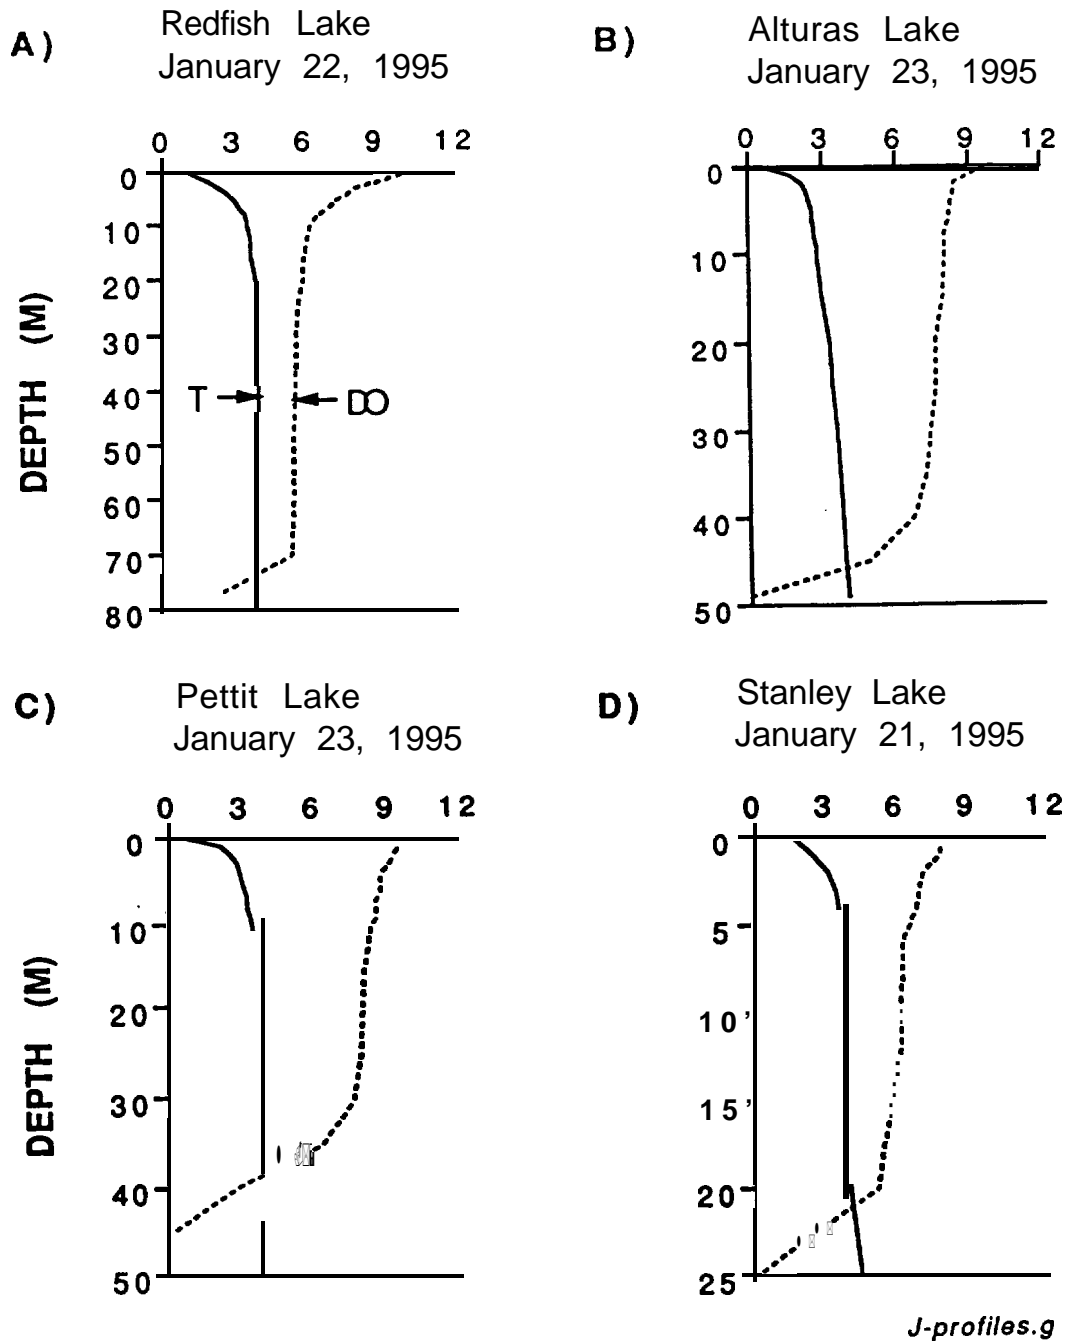 A) Redfish Lake
January 22, 1995
0 3 6 9 12
0
10
20
30
40
50
60
70
80
DEPTH (M)
T DO
B) Alturas Lake
January 23, 1995
0 3 6 9 12
0
10
20
30
40
50
C) Pettit Lake
January 23, 1995
0 3 6 9 12
0
10
20
30
40
50
DEPTH (M)
D) Stanley Lake
January 21, 1995
0 3 6 9 12
0
5
10'
15'
20
25
J-profiles.g